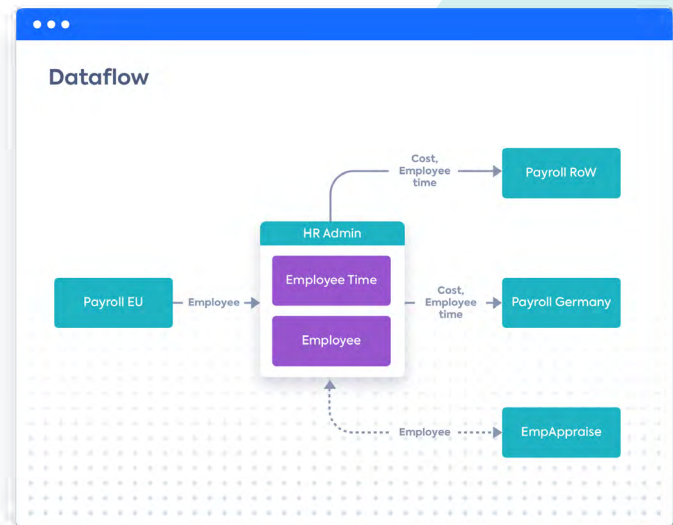 Dataflow
Cost,
Employee
time
Payroll RoW
HR Admin
Employee Time
Employee
Payroll EU
Employee
Cost,
Employee
time
Payroll Germany
Employee
EmpAppraise